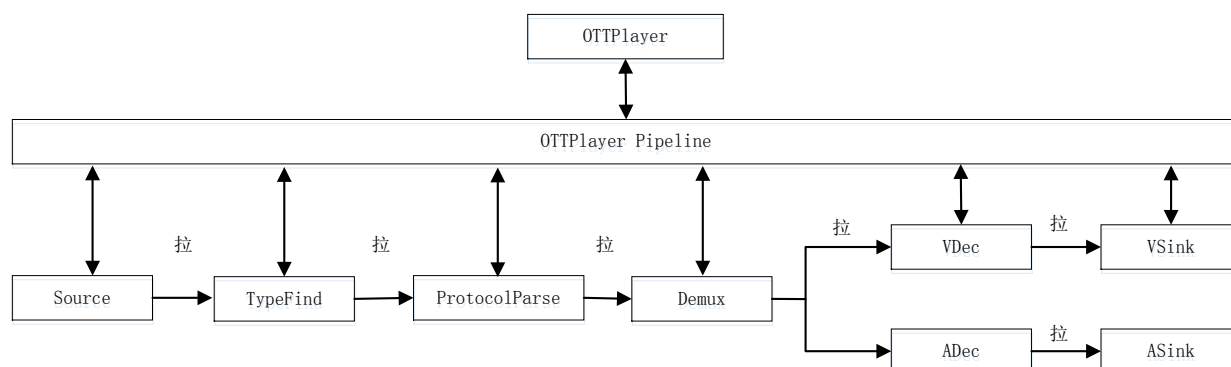 OTTPlayer
OTTPlayer Pipeline
拉
拉
拉
拉
拉
VDec
VSink
Source
TypeFind
ProtocolParse
Demux
拉
ADec
ASink